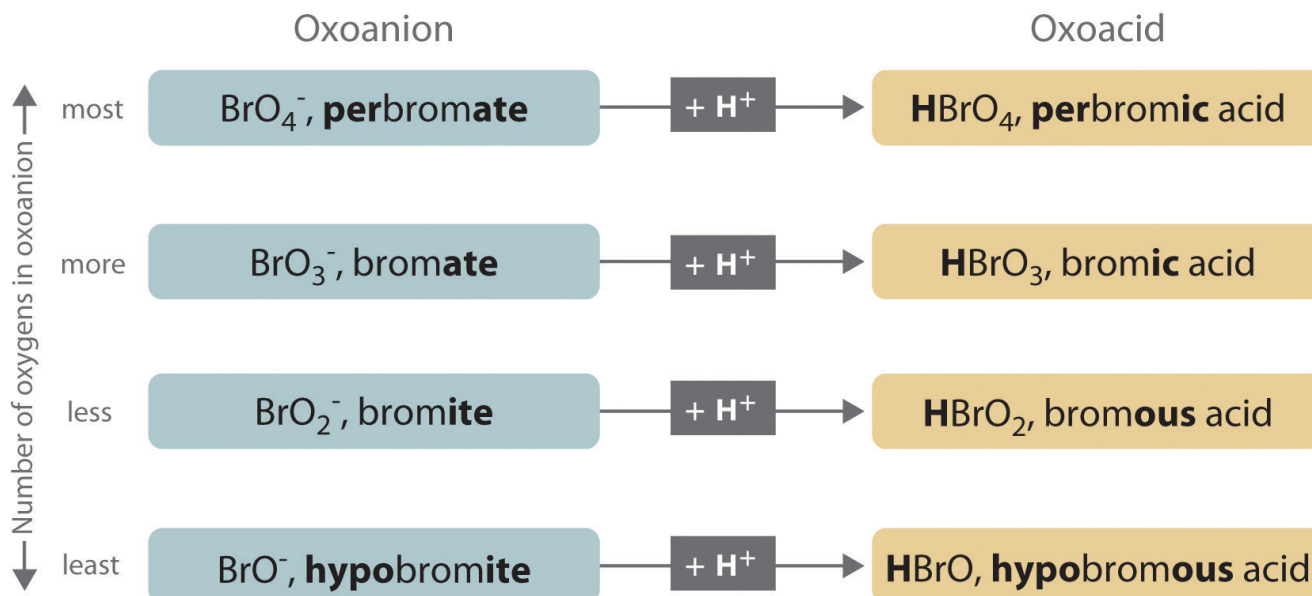 Oxoanion
Oxoacid
Number of oxygens in oxoanion
most
BrO₄⁻, perbromate
+ H⁺
HBrO₄, perbromic acid
more
BrO₃⁻, bromate
+ H⁺
HBrO₃, bromic acid
less
BrO₂⁻, bromite
+ H⁺
HBrO₂, bromous acid
least
BrO⁻, hypobromite
+ H⁺
HBrO, hypobromous acid